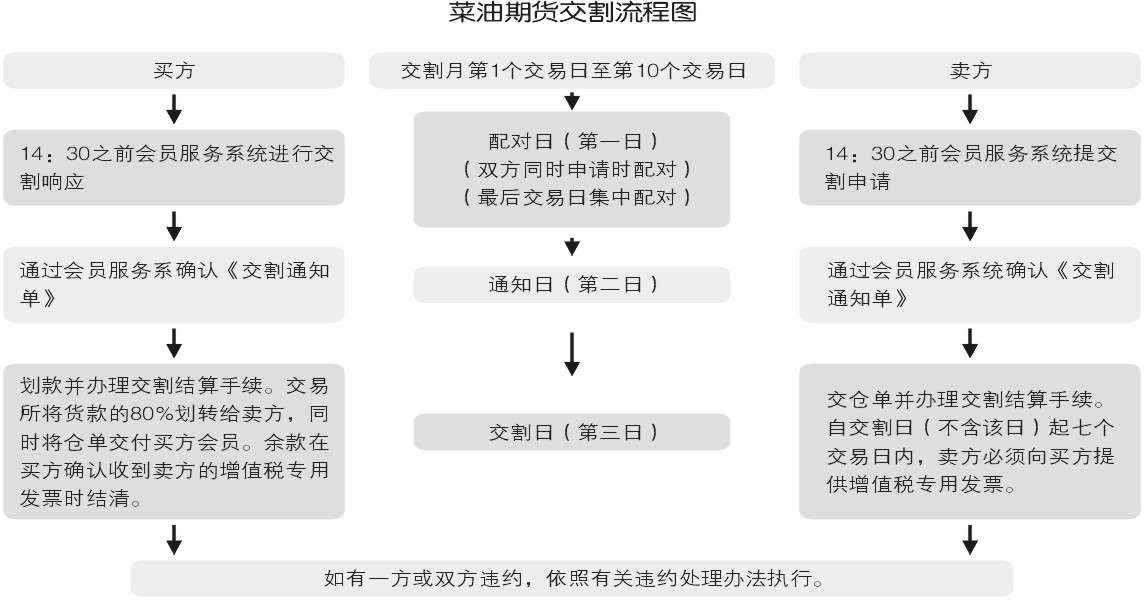 菜油期货交割流程图
买方
交割月第1个交易日至第10个交易日
卖方
14：30之前会员服务系统进行交
割响应
配对日（第一日）
（双方同时申请时配对）
（最后交易日集中配对）
14：30之前会员服务系统提交
割申请
通过会员服务系确认《交割通知
单》
通知日（第二日）
通过会员服务系统确认《交割
通知单》
划款并办理交割结算手续。交易
所将货款的80%划转给卖方，同
时将仓单交付买方会员。余款在
买方确认收到卖方的增值税专用
发票时结清。
交割日（第三日）
交仓单并办理交割结算手续。
自交割日（不含该日）起七个
交易日内，卖方必须向买方提
供增值税专用发票。
如有一方或双方违约，依照有关违约处理办法执行。